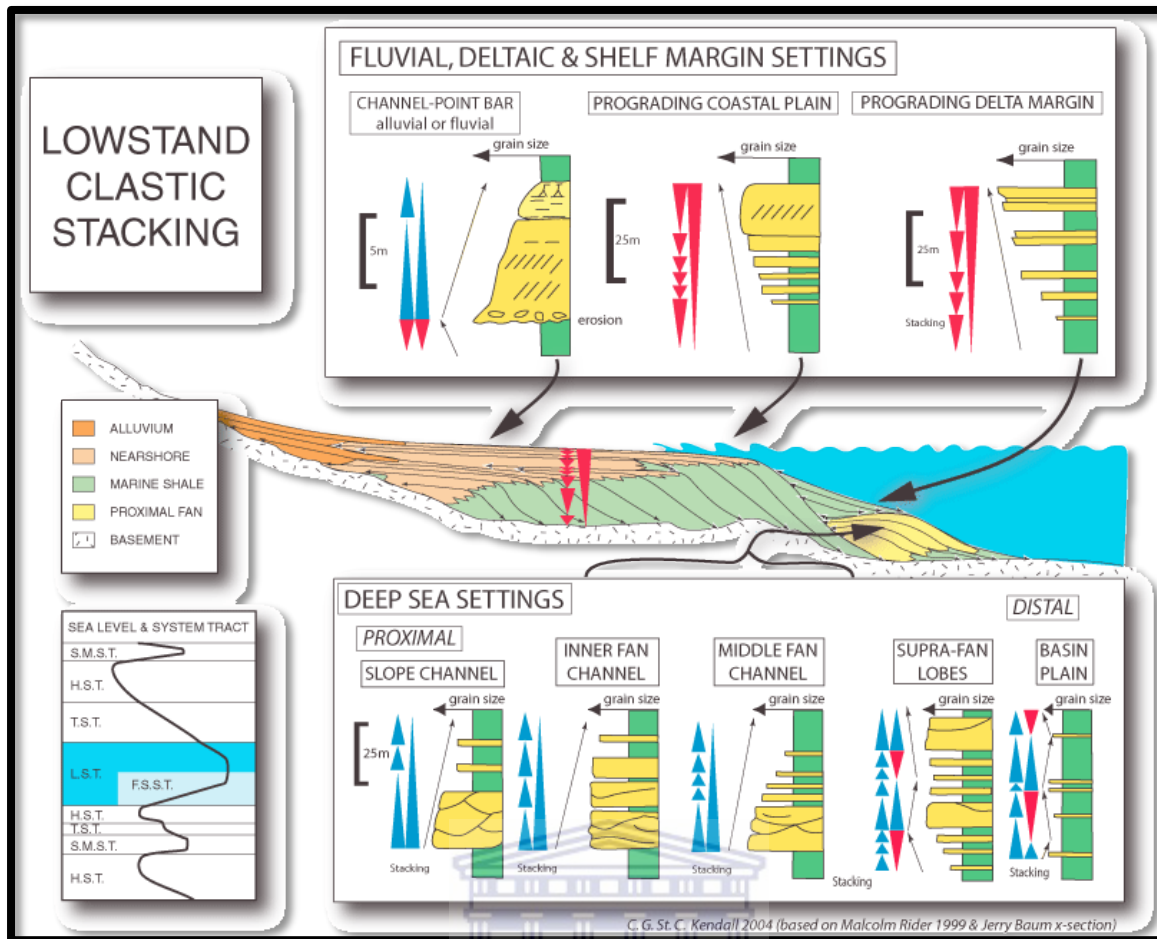 LOWSTAND
CLASTIC
STACKING
FLUVIAL, DELTAIC & SHELF MARGIN SETTINGS
CHANNEL-POINT BAR
alluvial or fluvial
grain size
5m
erosion
PROGRADING COASTAL PLAIN
grain size
25m
PROGRADING DELTA MARGIN
grain size
25m
Stacking
ALLUVIUM
NEARSHORE
MARINE SHALE
PROXIMAL FAN
BASEMENT
SEA LEVEL & SYSTEM TRACT
S.M.S.T.
H.S.T.
T.S.T.
L.S.T.
F.S.S.T.
H.S.T.
T.S.T.
S.M.S.T.
H.S.T.
DEEP SEA SETTINGS
PROXIMAL
DISTAL
SLOPE CHANNEL
grain size
25m
Stacking
INNER FAN
CHANNEL
grain size
Stacking
MIDDLE FAN
CHANNEL
grain size
Stacking
SUPRA-FAN
LOBES
grain size
Stacking
BASIN
PLAIN
grain size
Stacking
C. G. St. C. Kendall 2004 (based on Malcolm Rider 1999 & Jerry Baum x-section)